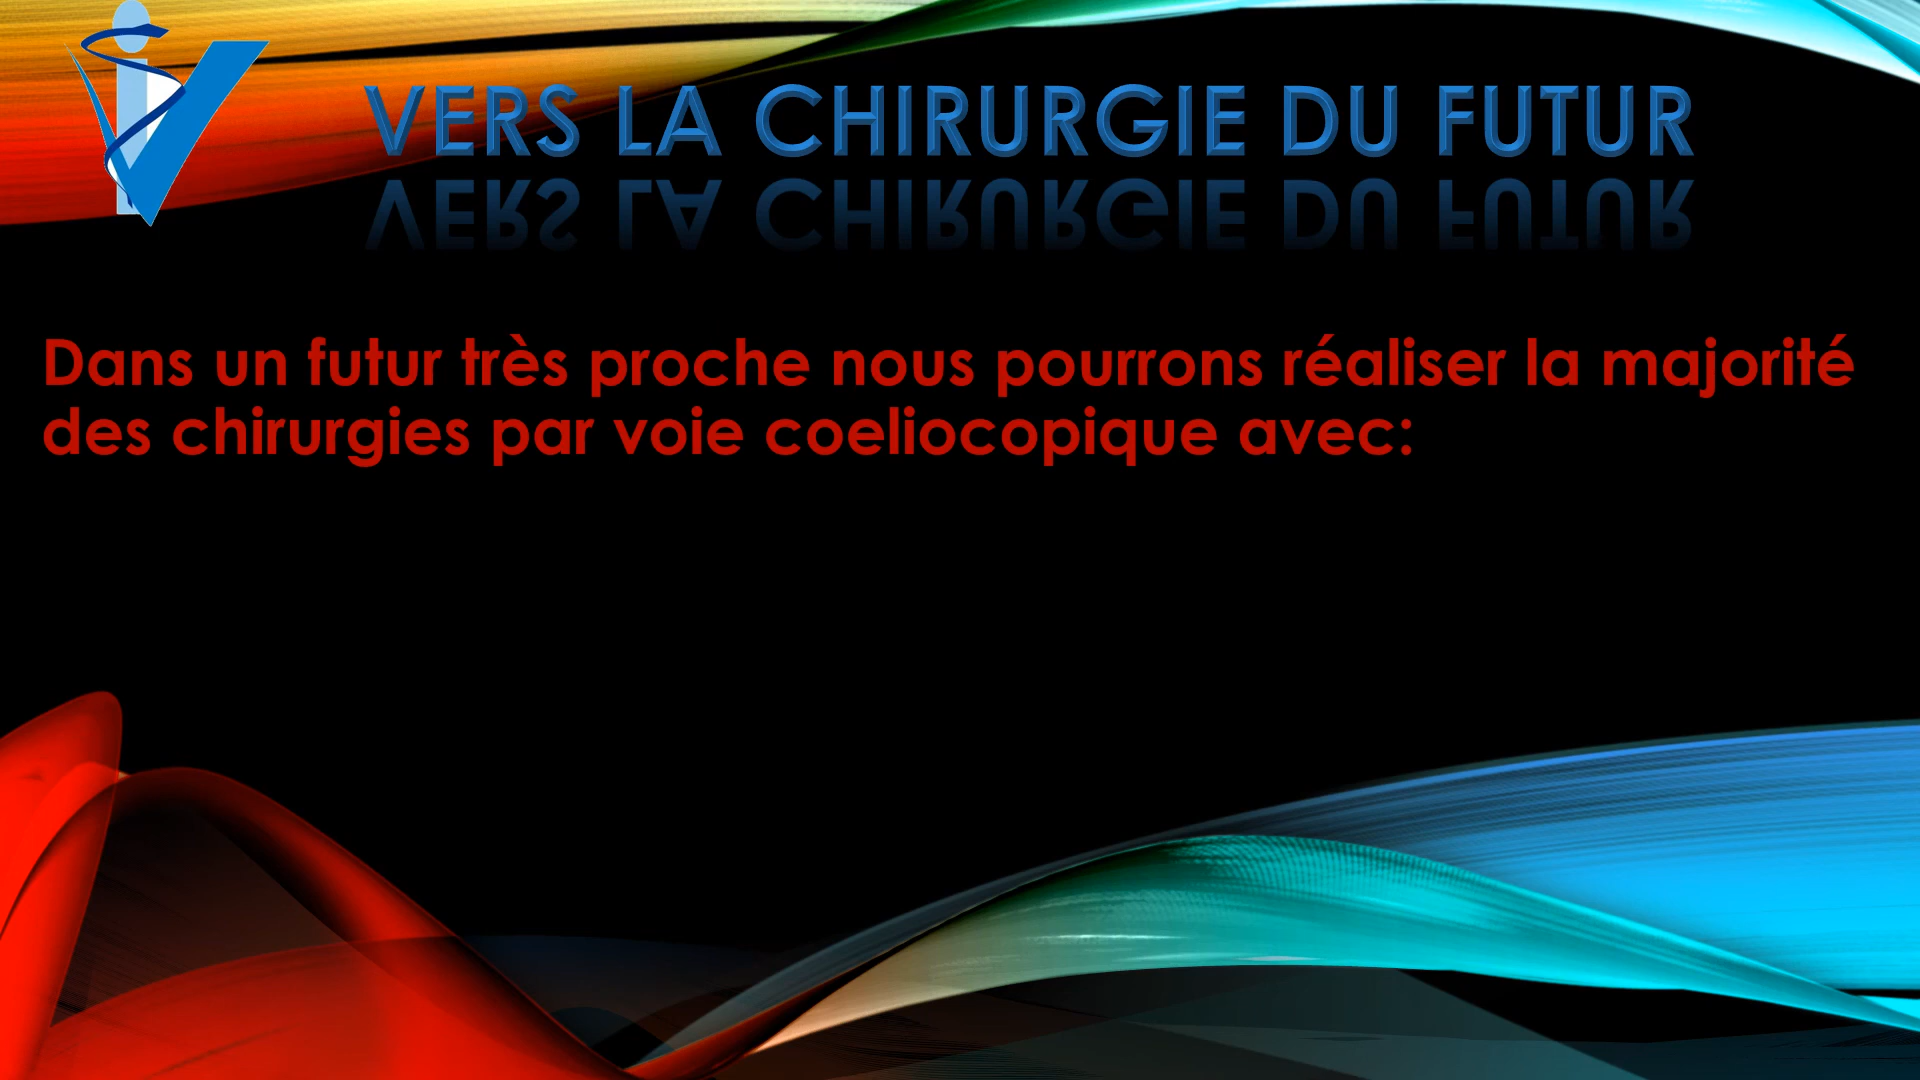 VERS LA CHIRURGIE DU FUTUR
Dans un futur très proche nous pourrons réaliser la majorité
des chirurgies par voie coeliocopique avec: